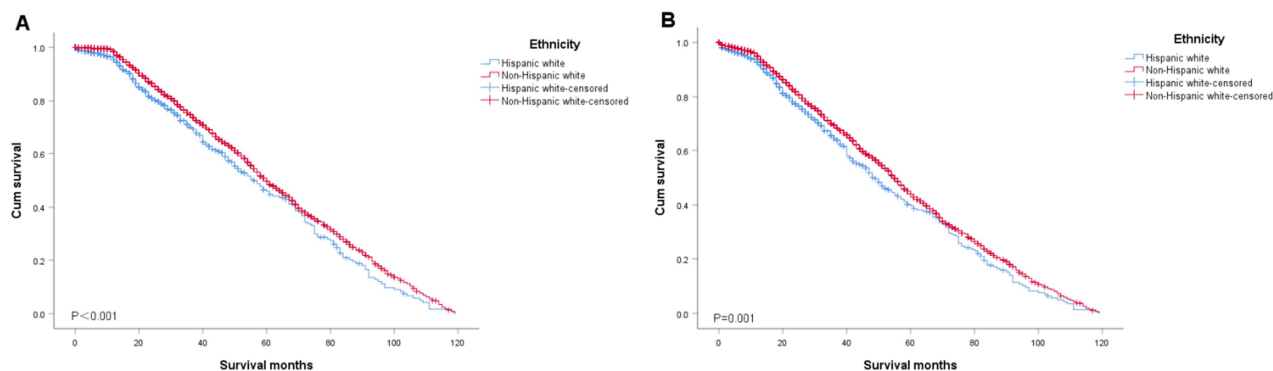 A
Ethnicity
Hispanic white
Non-Hispanic white
Hispanic white-censored
Non-Hispanic white-censored
Cum survival
1.0
0.8
0.6
0.4
0.2
0.0
P<0.001
0 20 40 60 80 100 120
Survival months
B
Ethnicity
Hispanic white
Non-Hispanic white
Hispanic white-censored
Non-Hispanic white-censored
Cum survival
1.0
0.8
0.6
0.4
0.2
0.0
P=0.001
0 20 40 60 80 100 120
Survival months